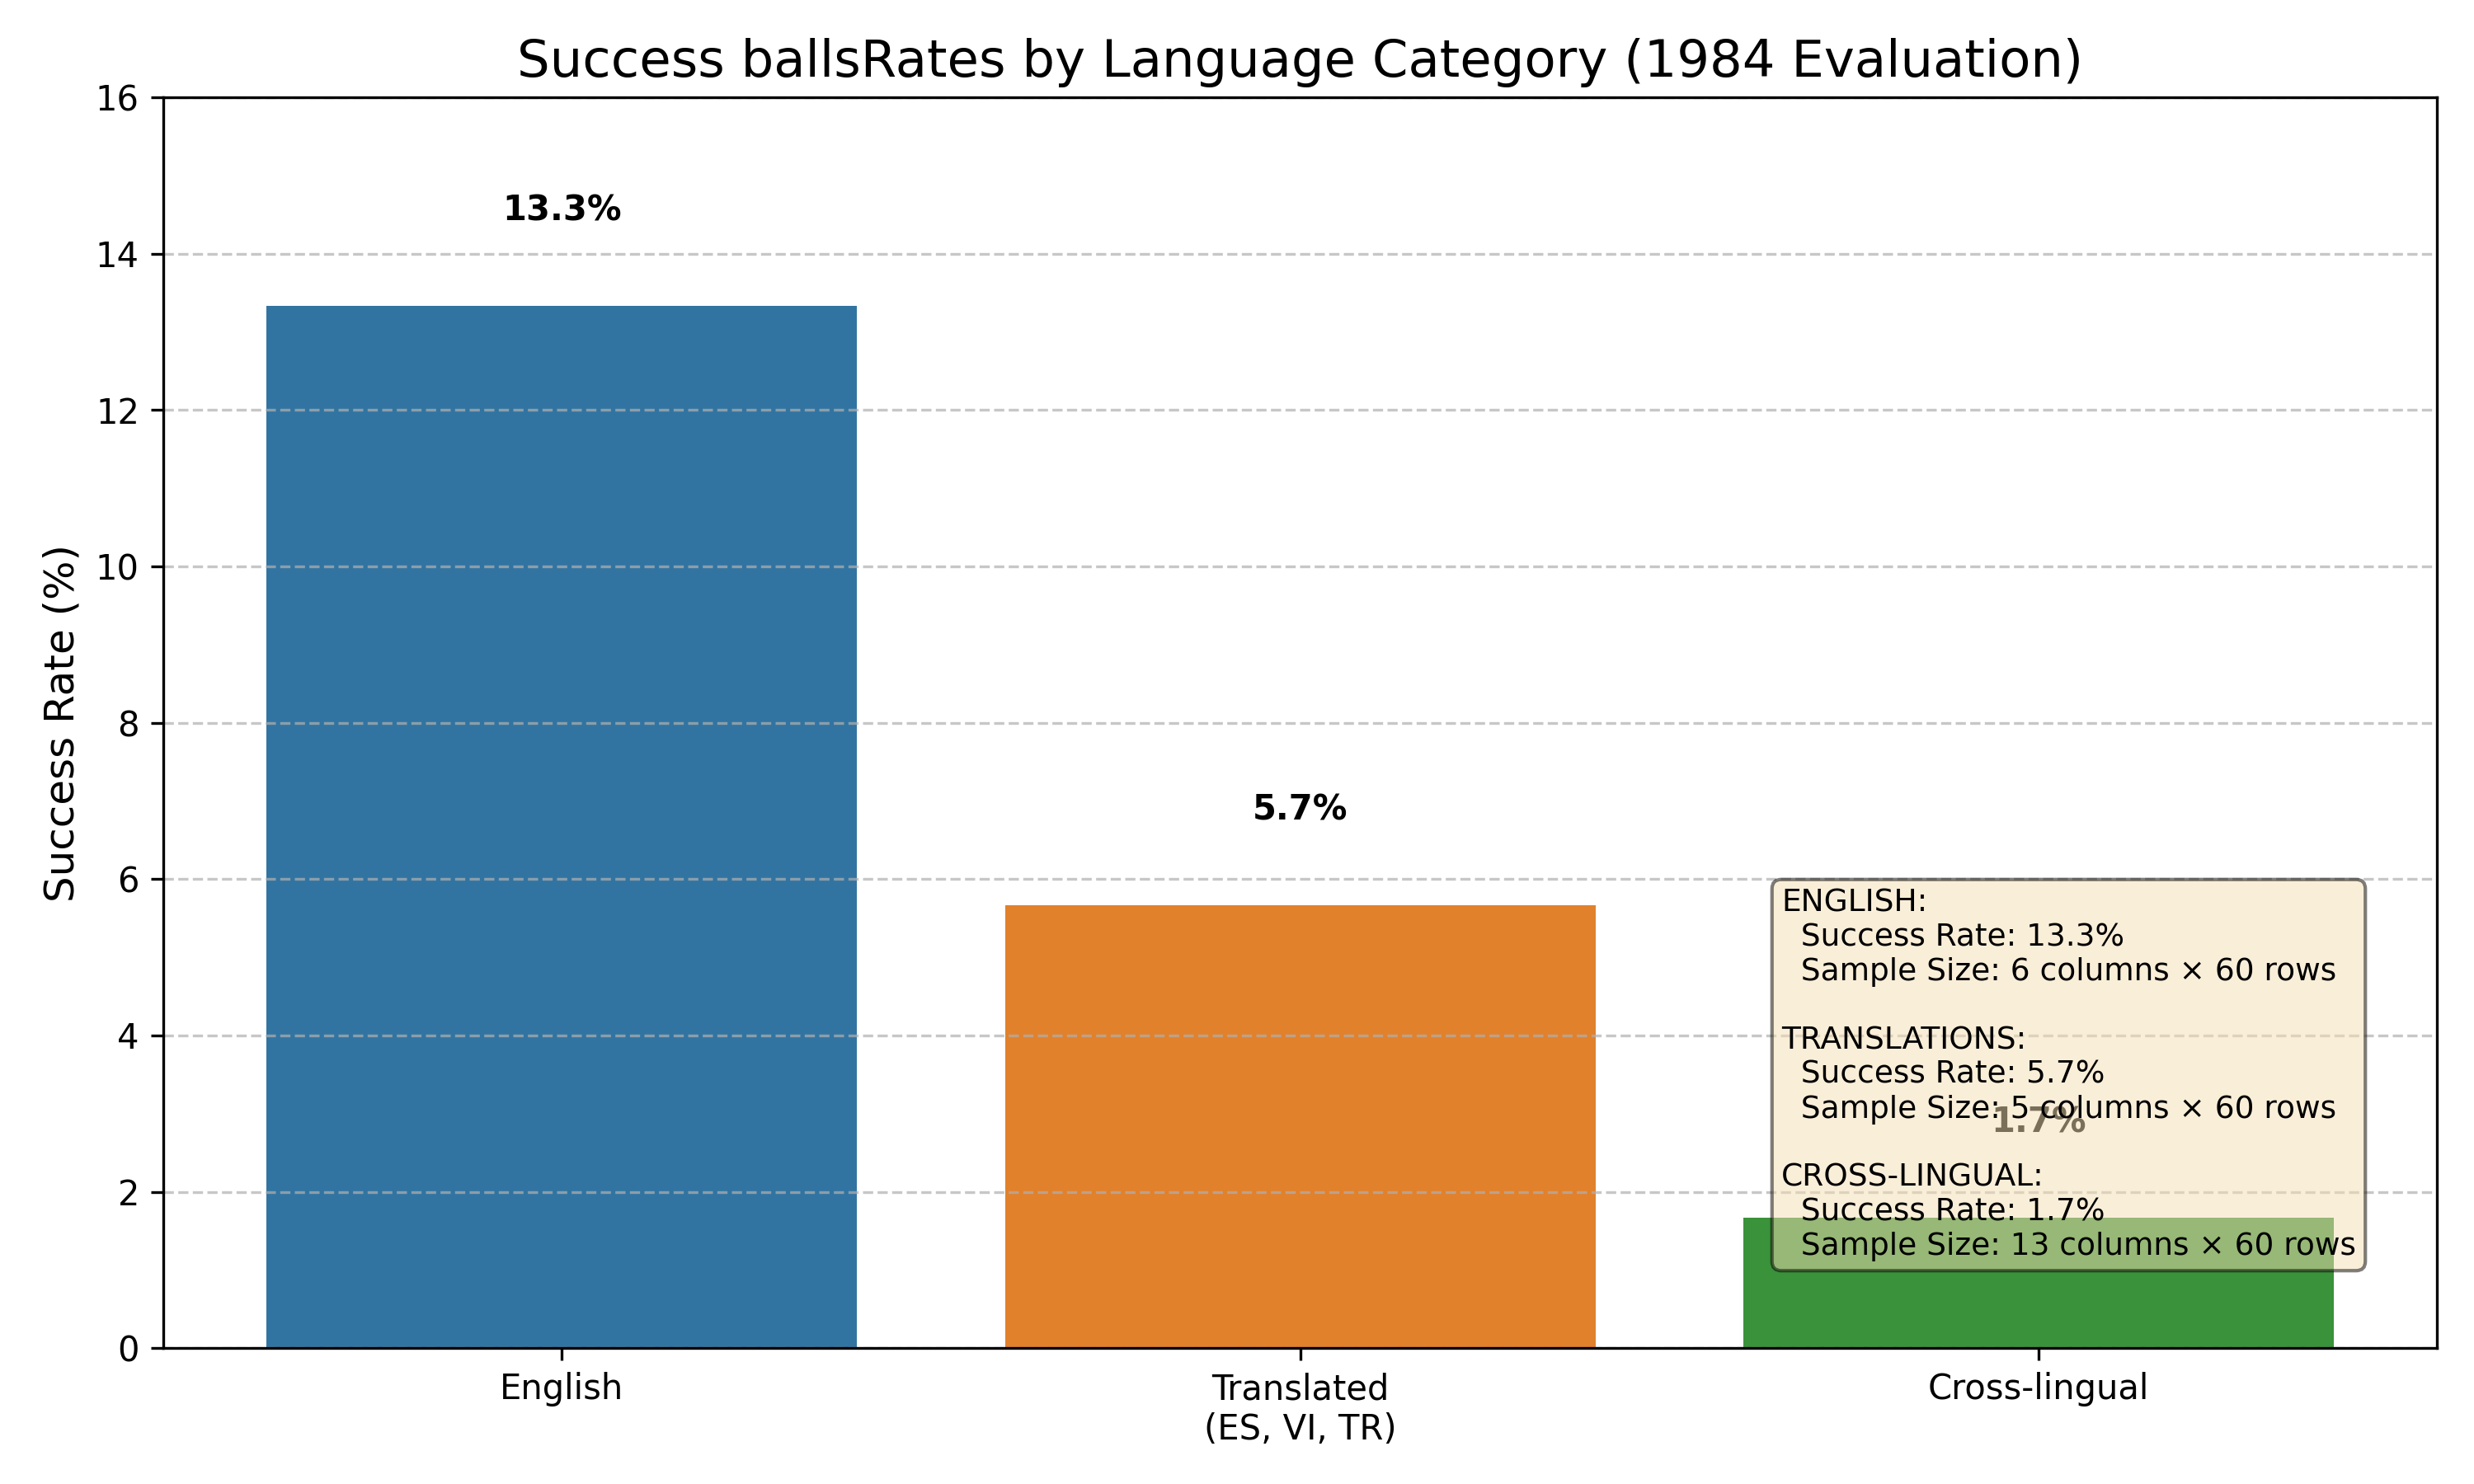 Success ballsRates by Language Category (1984 Evaluation)
16
14
12
10
8
6
4
2
0
Success Rate (%)
13.3%
5.7%
1.7%
ENGLISH:
Success Rate: 13.3%
Sample Size: 6 columns × 60 rows
TRANSLATIONS:
Success Rate: 5.7%
Sample Size: 5 columns × 60 rows
CROSS-LINGUAL:
Success Rate: 1.7%
Sample Size: 13 columns × 60 rows
English
Translated
(ES, VI, TR)
Cross-lingual